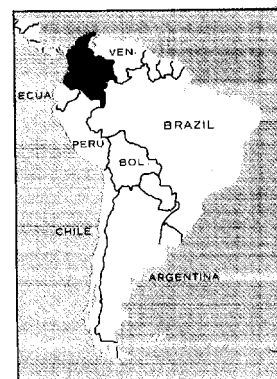 VEN.
ECUA.
BRAZIL
PERU
BOL.
CHILE
ARGENTINA